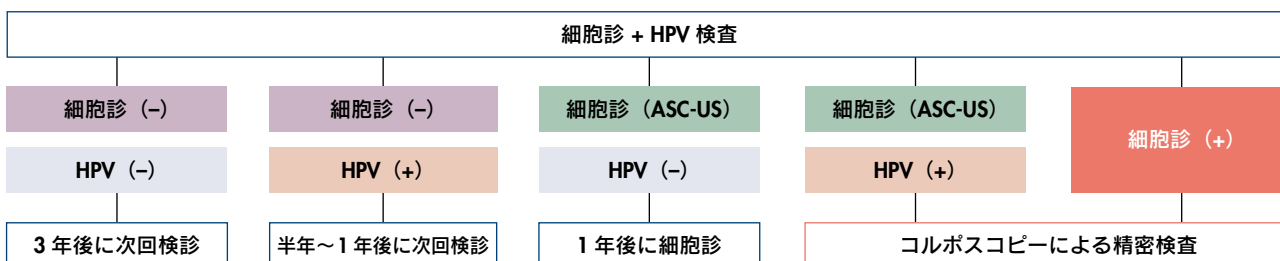 細胞診 + HPV 検査
細胞診（–）
細胞診（–）
細胞診（ASC-US）
細胞診（ASC-US）
細胞診（+）
HPV（–）
HPV（+）
HPV（–）
HPV（+）
3 年後に次回検診
半年～1 年後に次回検診
1 年後に細胞診
コルポスコピーによる精密検査